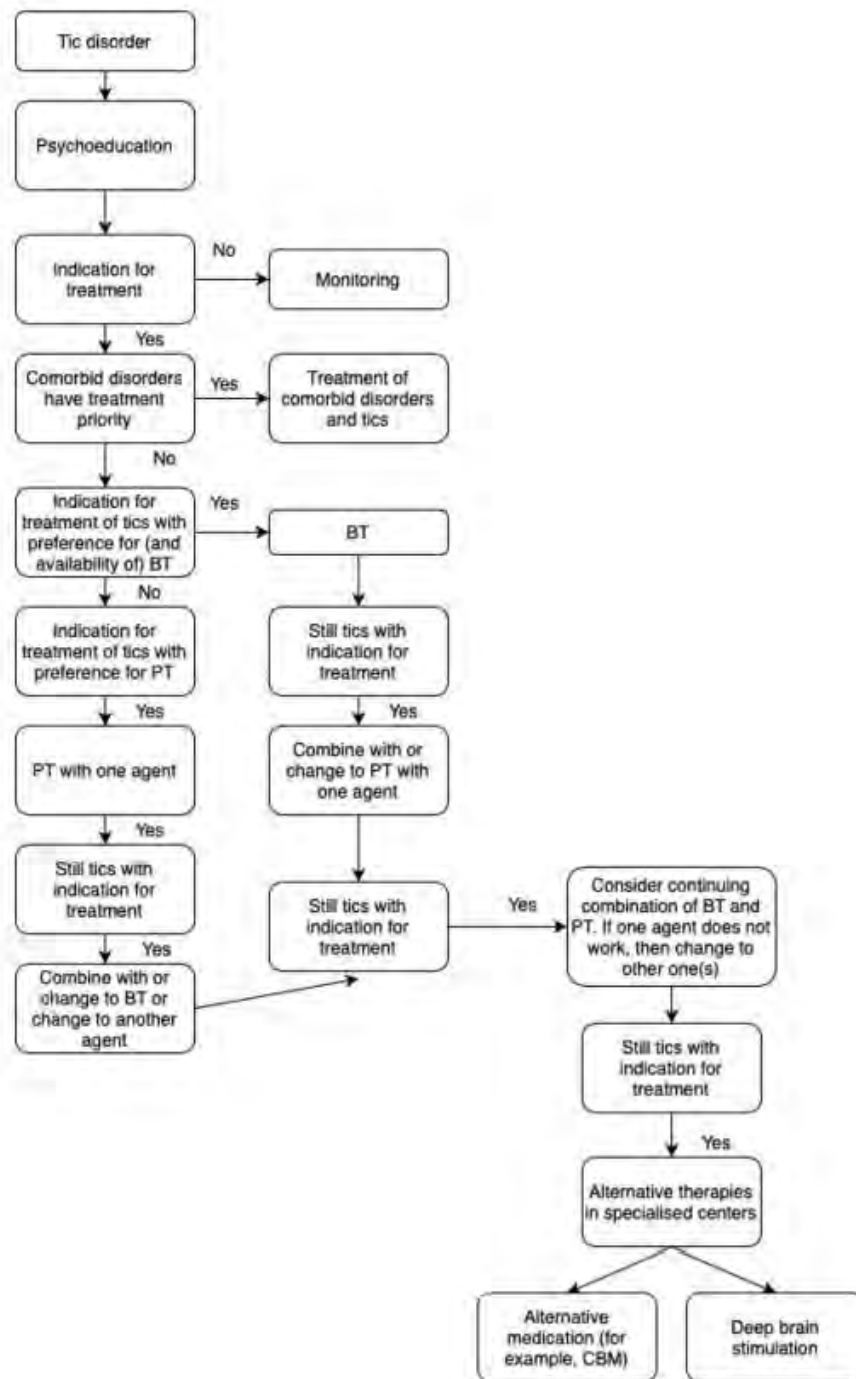 Tic disorder
Psychoeducation
No
Indication for
treatment
Monitoring
Yes
Comorbid disorders
have treatment
priority
Yes
Treatment of
comorbid disorders
and tics
No
Indication for
treatment of tics with
preference for (and
availability of) BT
Yes
BT
No
Indication for
treatment of tics with
preference for PT
Still tics with
indication for
treatment
Yes
Yes
PT with one agent
Combine with or
change to PT with
one agent
Yes
Still tics with
indication for
treatment
Still tics with
indication for
treatment
Yes
Consider continuing
combination of BT and
PT. If one agent does not
work, then change to
other one(s)
Yes
Combine with or
change to BT or
change to another
agent
Still tics with
indication for
treatment
Yes
Alternative therapies
in specialised centers
Alternative
medication (for
example, CBM)
Deep brain
stimulation